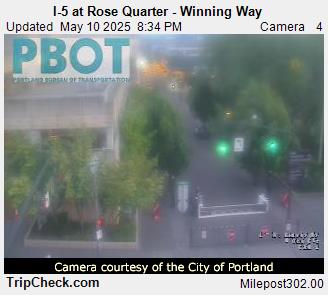 I-5 at Rose Quarter - Winning Way
Updated May 10 2025 8:34 PM Camera 4
PBOT
PORTLAND BUREAU OF TRANSPORTATION
Camera courtesy of the City of Portland
TripCheck.com Milepost302.00